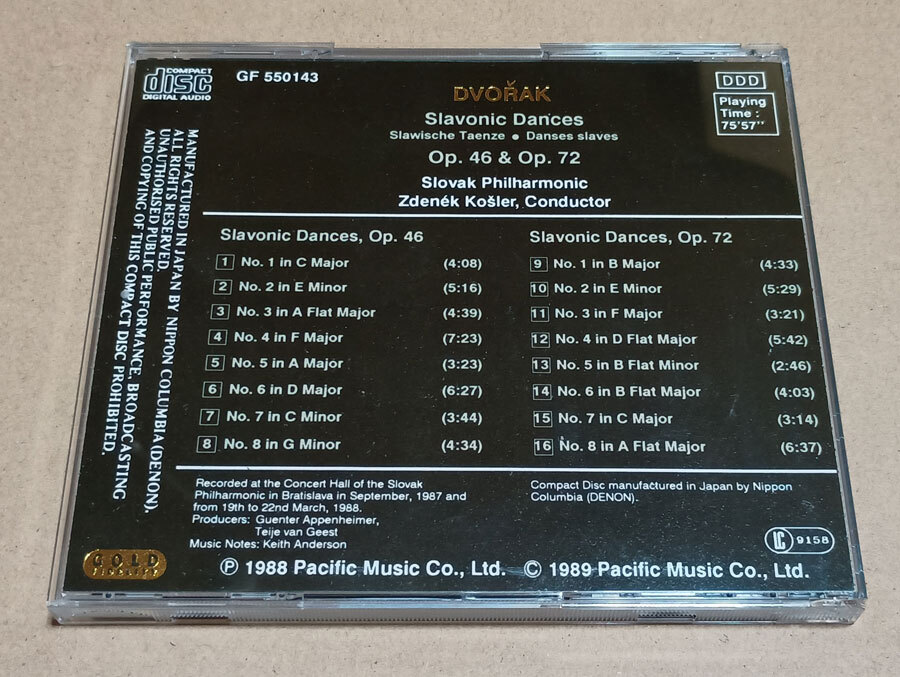 COMPACT
disc
DIGITAL AUDIO
GF 550143
DDD
Playing
Time :
75'57"
DVOŘAK
Slavonic Dances
Slawische Taenze • Danses slaves
Op. 46 & Op. 72
Slovak Philharmonic
Zdenék Košler, Conductor
MANUFACTURED IN JAPAN BY NIPPON COLUMBIA (DENON).
ALL RIGHTS RESERVED.
UNAUTHORISED PUBLIC PERFORMANCE, BROADCASTING
AND COPYING OF THIS COMPACT DISC PROHIBITED.
Slavonic Dances, Op. 46
1 No. 1 in C Major (4:08)
2 No. 2 in E Minor (5:16)
3 No. 3 in A Flat Major (4:39)
4 No. 4 in F Major (7:23)
5 No. 5 in A Major (3:23)
6 No. 6 in D Major (6:27)
7 No. 7 in C Minor (3:44)
8 No. 8 in G Minor (4:34)
Slavonic Dances, Op. 72
9 No. 1 in B Major (4:33)
10 No. 2 in E Minor (5:29)
11 No. 3 in F Major (3:21)
12 No. 4 in D Flat Major (5:42)
13 No. 5 in B Flat Minor (2:46)
14 No. 6 in B Flat Major (4:03)
15 No. 7 in C Major (3:14)
16 No. 8 in A Flat Major (6:37)
Recorded at the Concert Hall of the Slovak
Philharmonic in Bratislava in September, 1987 and
from 19th to 22nd March, 1988.
Producers: Guenter Appenheimer,
Teije van Geest
Music Notes: Keith Anderson
Compact Disc manufactured in Japan by Nippon
Columbia (DENON).
LC 9158
GOLD
℗ 1988 Pacific Music Co., Ltd. © 1989 Pacific Music Co., Ltd.